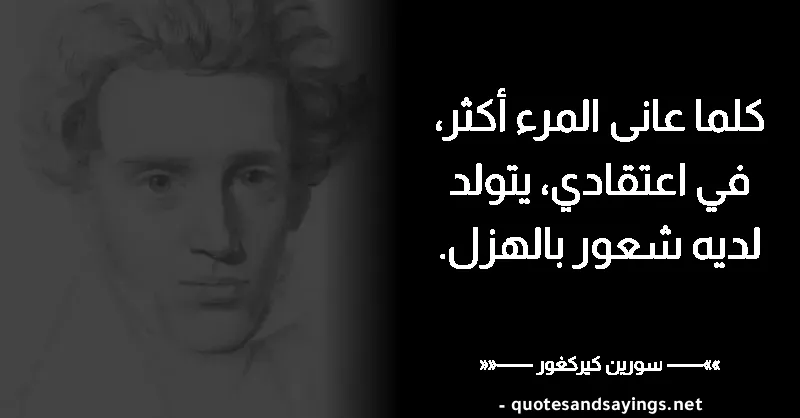 كلما عانى المرء أكثر،
في اعتقادي، يتولد
لديه شعور بالهزل.
»»—— سورين كيركغور ——««
- quotesandsayings.net